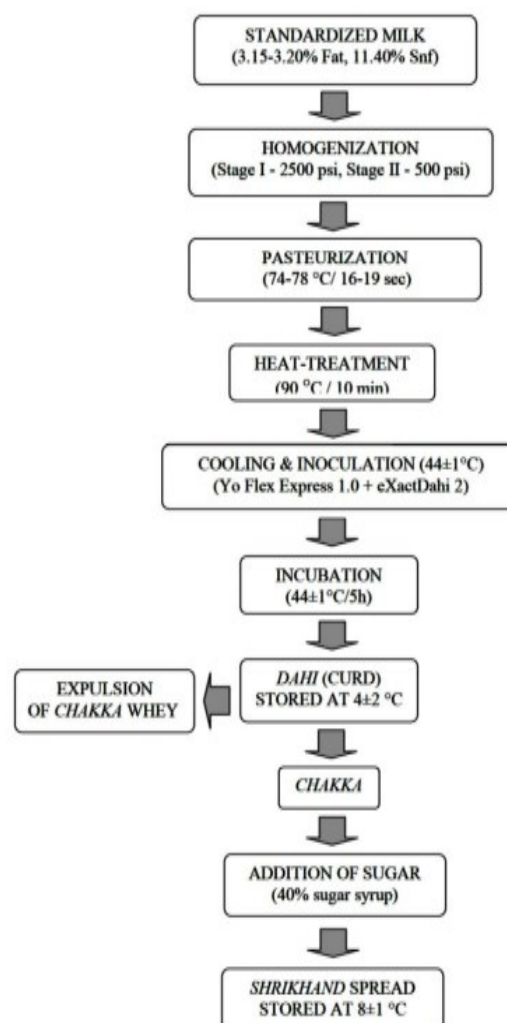 STANDARDIZED MILK
(3.15-3.20% Fat, 11.40% Snf)
HOMOGENIZATION
(Stage I - 2500 psi, Stage II - 500 psi)
PASTEURIZATION
(74-78 °C/ 16-19 sec)
HEAT-TREATMENT
(90 °C / 10 min)
COOLING & INOCULATION (44±1°C)
(Yo Flex Express 1.0 + eXactDahi 2)
INCUBATION
(44±1°C/5h)
DAHI (CURD)
STORED AT 4±2 °C
EXPULSION
OF CHAKKA WHEY
CHAKKA
ADDITION OF SUGAR
(40% sugar syrup)
SHRIKHAND SPREAD
STORED AT 8±1 °C